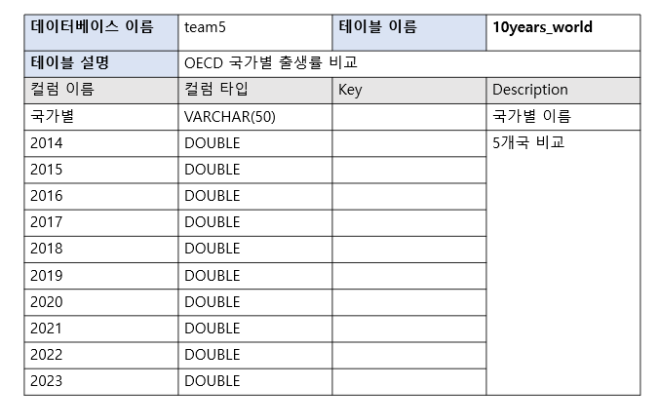 데이터베이스 이름 team5 테이블 이름 10years_world
테이블 설명 OECD 국가별 출생률 비교
컬럼 이름 컬럼 타입 Key Description
국가별 VARCHAR(50) 국가별 이름
2014 DOUBLE 5개국 비교
2015 DOUBLE
2016 DOUBLE
2017 DOUBLE
2018 DOUBLE
2019 DOUBLE
2020 DOUBLE
2021 DOUBLE
2022 DOUBLE
2023 DOUBLE